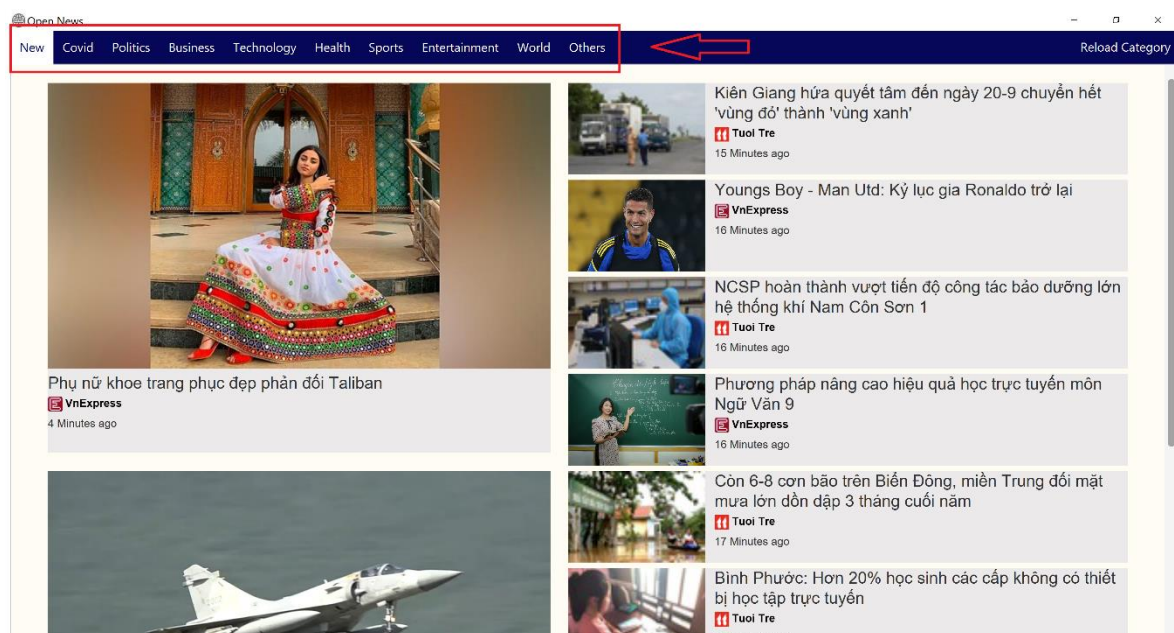 Open News
New Covid Politics Business Technology Health Sports Entertainment World Others Reload Category
Phụ nữ khoe trang phục đẹp phản đối Taliban
VnExpress
4 Minutes ago
Kiên Giang hứa quyết tâm đến ngày 20-9 chuyển hết
'vùng đỏ' thành 'vùng xanh'
Tuoi Tre
15 Minutes ago
Youngs Boy - Man Utd: Kỷ lục gia Ronaldo trở lại
VnExpress
16 Minutes ago
NCSP hoàn thành vượt tiến độ công tác bảo dưỡng lớn
hệ thống khí Nam Côn Sơn 1
Tuoi Tre
16 Minutes ago
Phương pháp nâng cao hiệu quả học trực tuyến môn
Ngữ Văn 9
VnExpress
16 Minutes ago
Còn 6-8 cơn bão trên Biển Đông, miền Trung đối mặt
mưa lớn dồn dập 3 tháng cuối năm
Tuoi Tre
17 Minutes ago
Bình Phước: Hơn 20% học sinh các cấp không có thiết
bị học tập trực tuyến
Tuoi Tre